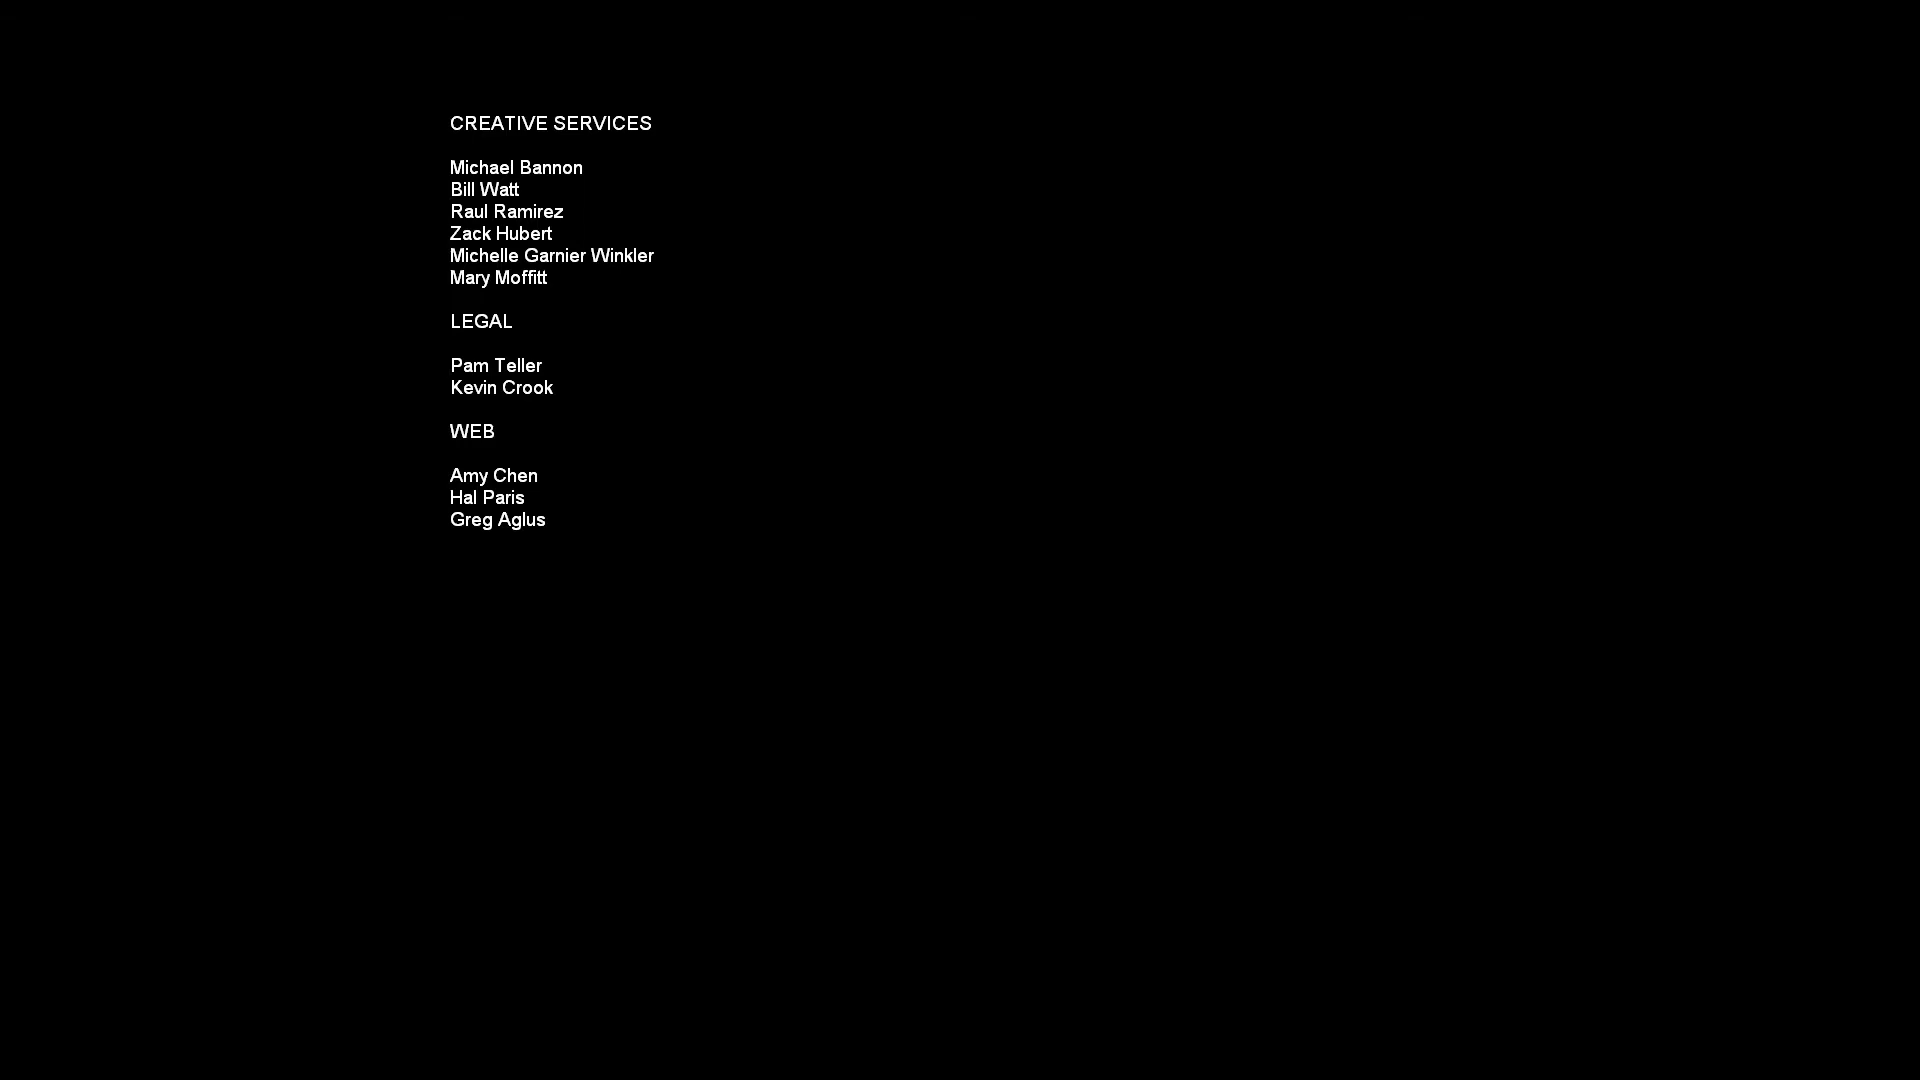 CREATIVE SERVICES
Michael Bannon
Bill Watt
Raul Ramirez
Zack Hubert
Michelle Garnier Winkler
Mary Moffitt
LEGAL
Pam Teller
Kevin Crook
WEB
Amy Chen
Hal Paris
Greg Aglus